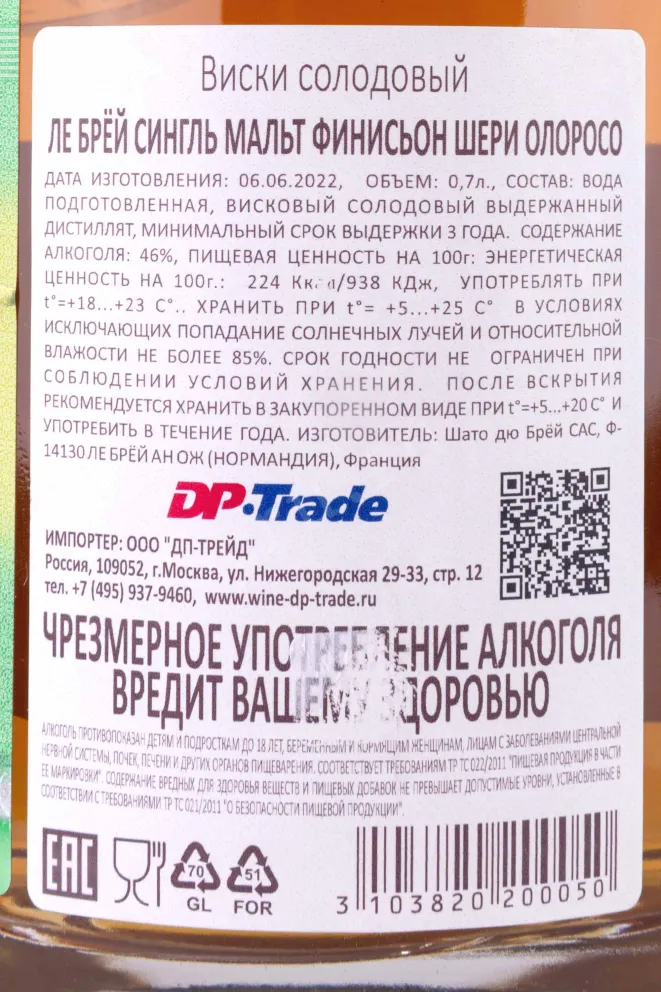 Виски солодовый
ЛЕ БРЁЙ СИНГЛЬ МАЛЬТ ФИНИСЬОН ШЕРИ ОЛОРОСО
ДАТА ИЗГОТОВЛЕНИЯ: 06.06.2022, ОБЪЕМ: 0,7л., СОСТАВ: ВОДА
ПОДГОТОВЛЕННАЯ, ВИСКОВЫЙ СОЛОДОВЫЙ ВЫДЕРЖАННЫЙ
ДИСТИЛЛЯТ, МИНИМАЛЬНЫЙ СРОК ВЫДЕРЖКИ 3 ГОДА. СОДЕРЖАНИЕ
АЛКОГОЛЯ: 46%, ПИЩЕВАЯ ЦЕННОСТЬ НА 100г: ЭНЕРГЕТИЧЕСКАЯ
ЦЕННОСТЬ НА 100г.: 224 Ккал/938 КДж, УПОТРЕБЛЯТЬ ПРИ
t°=+18...+23 С°.. ХРАНИТЬ ПРИ t°= +5...+25 С° В УСЛОВИЯХ
ИСКЛЮЧАЮЩИХ ПОПАДАНИЕ СОЛНЕЧНЫХ ЛУЧЕЙ И ОТНОСИТЕЛЬНОЙ
ВЛАЖНОСТИ НЕ БОЛЕЕ 85%. СРОК ГОДНОСТИ НЕ ОГРАНИЧЕН ПРИ
СОБЛЮДЕНИИ УСЛОВИЙ ХРАНЕНИЯ. ПОСЛЕ ВСКРЫТИЯ
РЕКОМЕНДУЕТСЯ ХРАНИТЬ В ЗАКУПОРЕННОМ ВИДЕ ПРИ t°=+5...+20 С° И
УПОТРЕБИТЬ В ТЕЧЕНИЕ ГОДА. ИЗГОТОВИТЕЛЬ: Шато дю Брёй САС, Ф-
14130 ЛЕ БРЁЙ АН ОЖ (НОРМАНДИЯ), Франция
DP-Trade
ИМПОРТЕР: ООО "ДП-ТРЕЙД"
Россия, 109052, г.Москва, ул. Нижегородская 29-33, стр. 12
тел. +7 (495) 937-9460, www.wine-dp-trade.ru
ЧРЕЗМЕРНОЕ УПОТРЕБЛЕНИЕ АЛКОГОЛЯ
ВРЕДИТ ВАШЕМУ ЗДОРОВЬЮ
АЛКОГОЛЬ ПРОТИВОПОКАЗАН ДЕТЯМ И ПОДРОСТКАМ ДО 18 ЛЕТ, БЕРЕМЕННЫМ И КОРМЯЩИМ ЖЕНЩИНАМ, ЛИЦАМ С ЗАБОЛЕВАНИЯМИ ЦЕНТРАЛЬНОЙ
НЕРВНОЙ СИСТЕМЫ, ПОЧЕК, ПЕЧЕНИ И ДРУГИХ ОРГАНОВ ПИЩЕВАРЕНИЯ. СООТВЕТСТВУЕТ ТРЕБОВАНИЯМ ТР ТС 022/2011 "ПИЩЕВАЯ ПРОДУКЦИЯ В ЧАСТИ
ЕЕ МАРКИРОВКИ". СОДЕРЖАНИЕ ВРЕДНЫХ ДЛЯ ЗДОРОВЬЯ ВЕЩЕСТВ И ПИЩЕВЫХ ДОБАВОК НЕ ПРЕВЫШАЕТ ДОПУСТИМЫЕ УРОВНИ, УСТАНОВЛЕННЫЕ В
СООТВЕТСТВИИ С ТРЕБОВАНИЯМИ ТР ТС 021/2011 "О БЕЗОПАСНОСТИ ПИЩЕВОЙ ПРОДУКЦИИ".
EAC
70 51
GL FOR
3 103820 200050